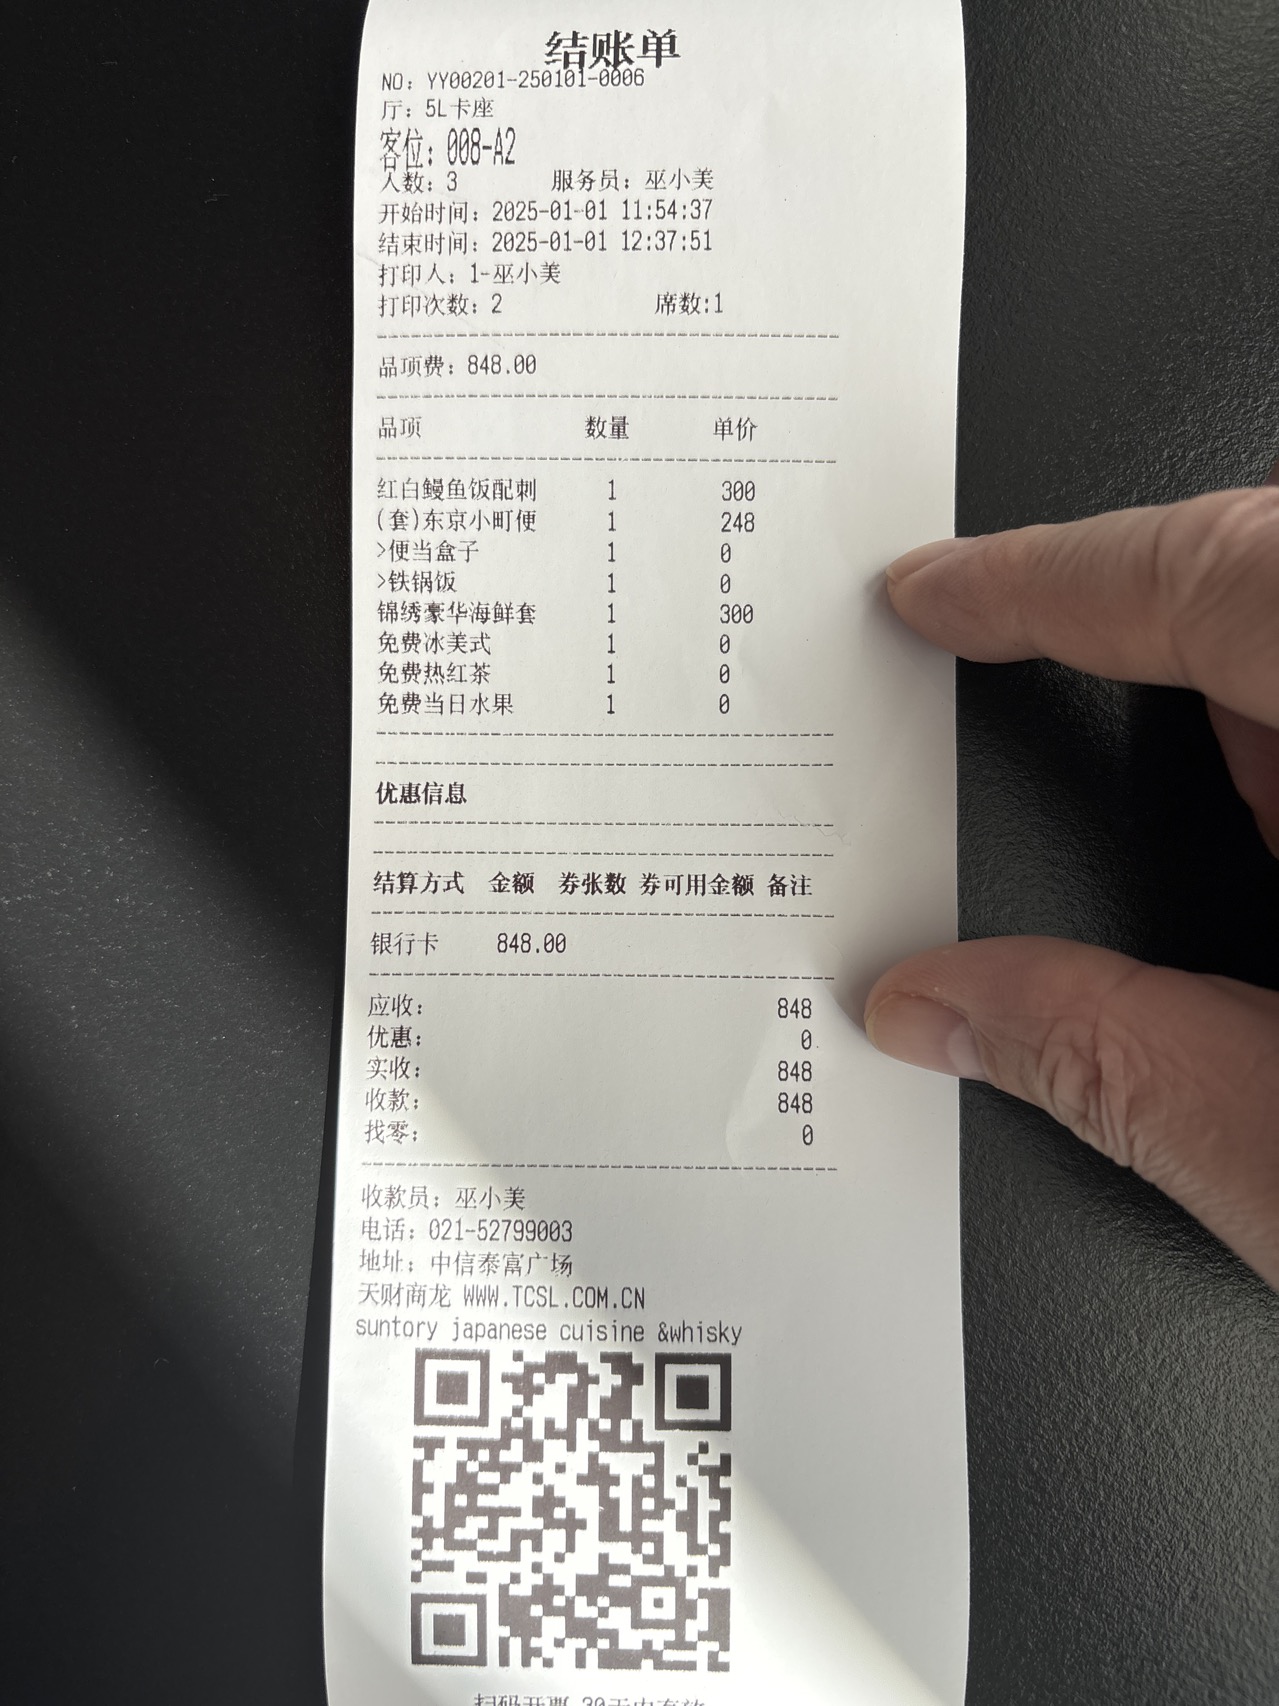 结账单
NO：YY00201-250101-0006
厅：5L卡座
客位：008-A2
人数：3 服务员：巫小美
开始时间：2025-01-01 11:54:37
结束时间：2025-01-01 12:37:51
打印人：1-巫小美
打印次数：2 席数:1
品项费：848.00
品项 数量 单价
红白鳗鱼饭配刺 1 300
(套)东京小町便 1 248
>便当盒子 1 0
>铁锅饭 1 0
锦绣豪华海鲜套 1 300
免费冰美式 1 0
免费热红茶 1 0
免费当日水果 1 0
优惠信息
结算方式 金额 券张数 券可用金额 备注
银行卡 848.00
应收： 848
优惠： 0
实收： 848
收款： 848
找零： 0
收款员：巫小美
电话：021-52799003
地址：中信泰富广场
天财商龙 WWW.TCSL.COM.CN
suntory japanese cuisine &whisky
扫码开票 30天内有效